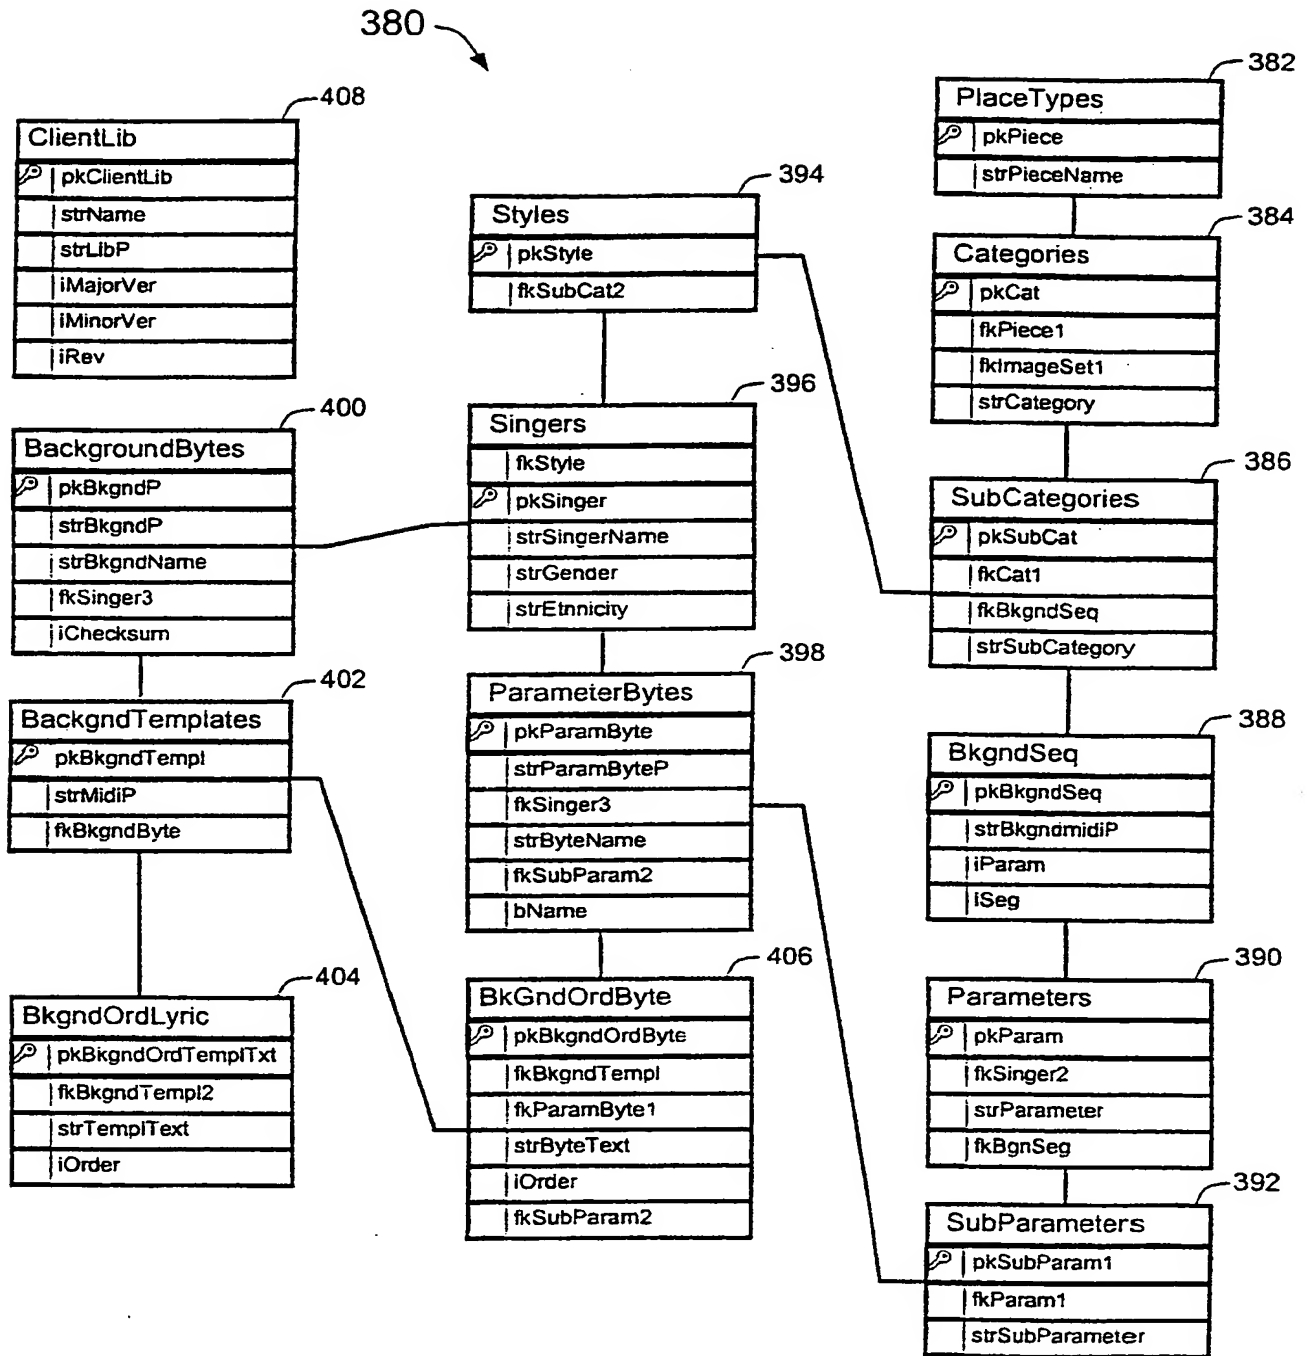 380
408
ClientLib
pkClientLib
strName
strLibP
iMajorVer
iMinorVer
iRev
400
BackgroundBytes
pkBkgndP
strBkgndP
strBkgndName
fkSinger3
iChecksum
402
BackgndTemplates
pkBkgndTempl
strMidiP
fkBkgndByte
404
BkgndOrdLyric
pkBkgndOrdTemplTxt
fkBkgndTempl2
strTemplText
iOrder
394
Styles
pkStyle
fkSubCat2
396
Singers
fkStyle
pkSinger
strSingerName
strGender
strEtnnicity
398
ParameterBytes
pkParamByte
strParamByteP
fkSinger3
strByteName
fkSubParam2
bName
406
BkGndOrdByte
pkBkgndOrdByte
fkBkgndTempl
fkParamByte1
strByteText
iOrder
fkSubParam2
382
PlaceTypes
pkPiece
strPieceName
384
Categories
pkCat
fkPiece1
fkImageSet1
strCategory
386
SubCategories
pkSubCat
fkCat1
fkBkgndSeq
strSubCategory
388
BkgndSeq
pkBkgndSeq
strBkgndmidiP
iParam
iSeg
390
Parameters
pkParam
fkSinger2
strParameter
fkBgnSeg
392
SubParameters
pkSubParam1
fkParam1
strSubParameter